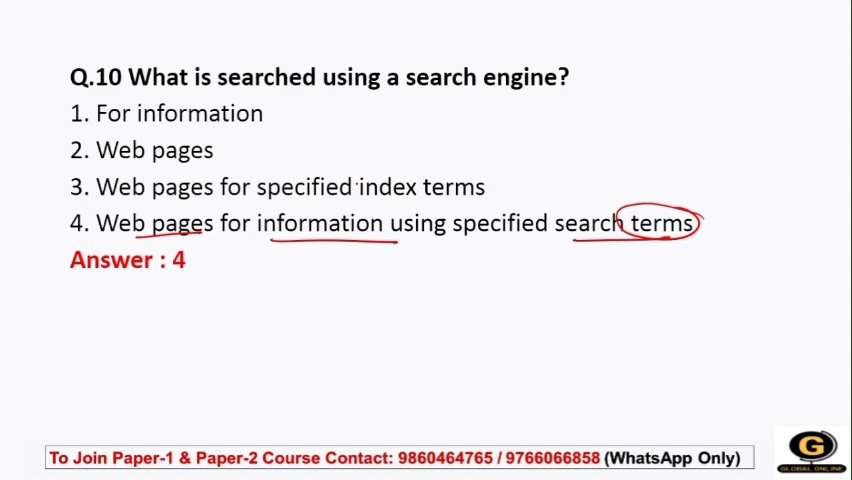 Q.10 What is searched using a search engine?
1. For information
2. Web pages
3. Web pages for specified index terms
4. Web pages for information using specified search terms
Answer : 4
To Join Paper-1 & Paper-2 Course Contact: 9860464765 / 9766066858 (WhatsApp Only)
G
GLOBAL ONLINE